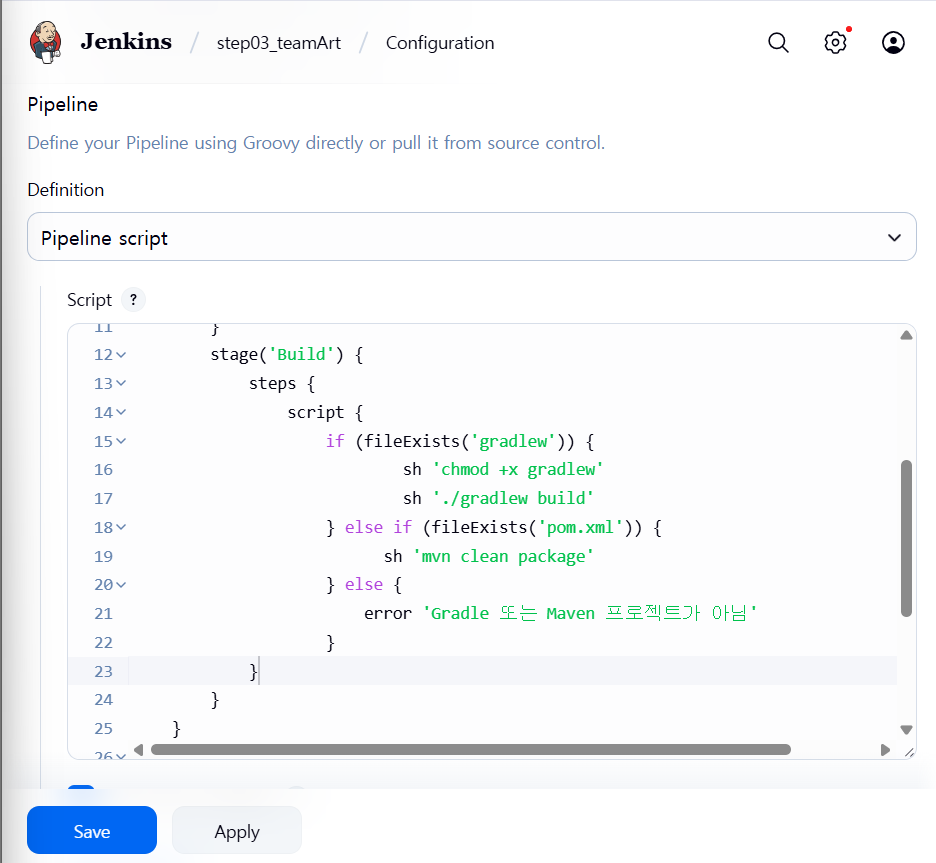 Jenkins / step03_teamArt / Configuration
Pipeline
Define your Pipeline using Groovy directly or pull it from source control.
Definition
Pipeline script
Script ?
11 }
12 stage('Build') {
13 steps {
14 script {
15 if (fileExists('gradlew')) {
16 sh 'chmod +x gradlew'
17 sh './gradlew build'
18 } else if (fileExists('pom.xml')) {
19 sh 'mvn clean package'
20 } else {
21 error 'Gradle 또는 Maven 프로젝트가 아님'
22 }
23 }
24 }
25 }
26
Save Apply